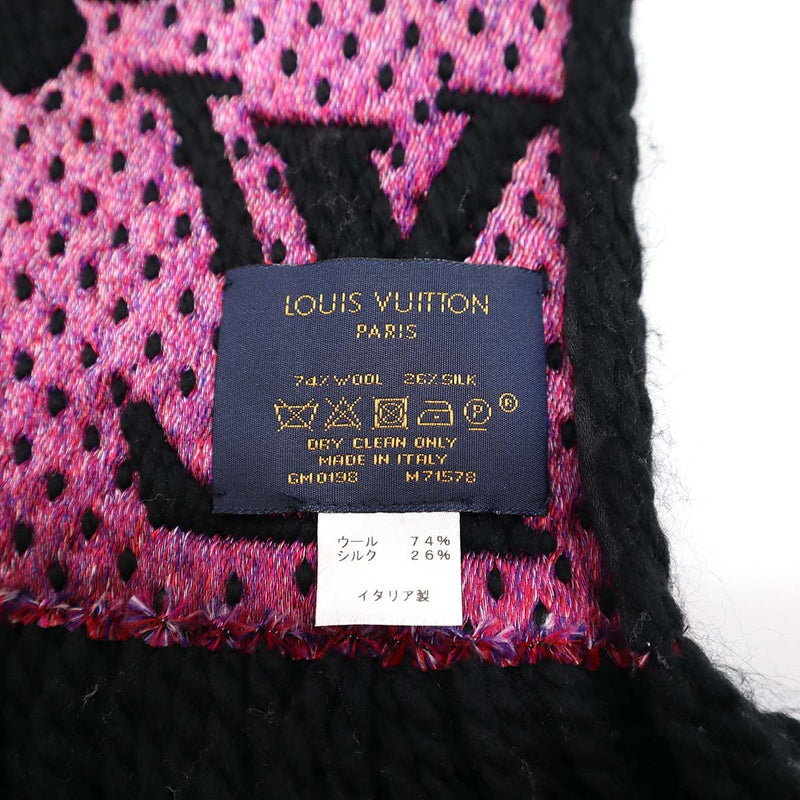 LOUIS VUITTON
PARIS
74% WOOL 26% SILK
P ®
DRY CLEAN ONLY
MADE IN ITALY
GM0198 M71578
ウール 74%
シルク 26%
イタリア製